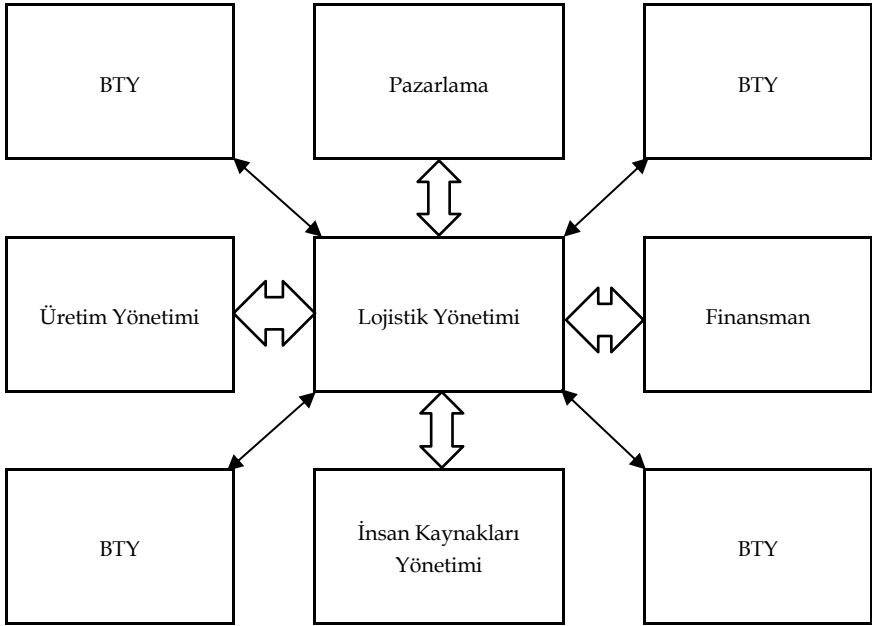 BTY
Pazarlama
BTY
Üretim Yönetimi
Lojistik Yönetimi
Finansman
BTY
İnsan Kaynakları
Yönetimi
BTY